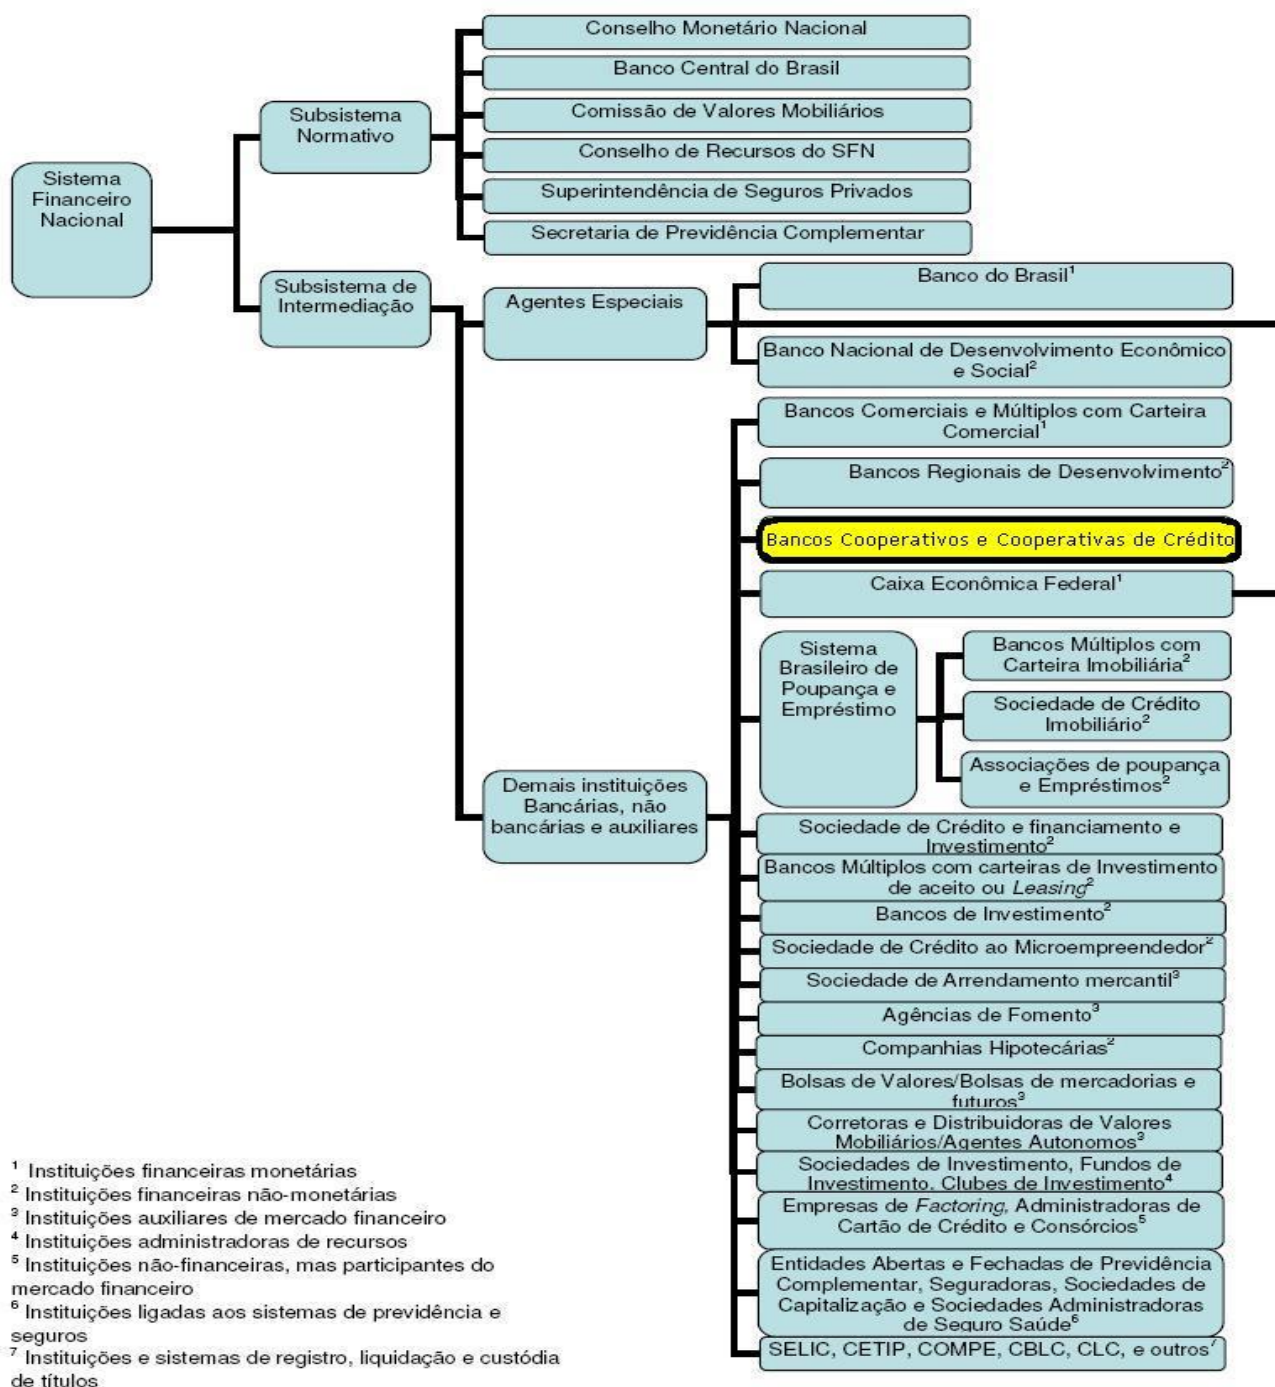 Sistema
Financeiro
Nacional
Subsistema
Normativo
Conselho Monetário Nacional
Banco Central do Brasil
Comissão de Valores Mobiliários
Conselho de Recursos do SFN
Superintendência de Seguros Privados
Secretaria de Previdência Complementar
Subsistema de
Intermediação
Agentes Especiais
Banco do Brasil¹
Banco Nacional de Desenvolvimento Econômico
e Social²
Demais instituições
Bancárias, não
bancárias e auxiliares
Bancos Comerciais e Múltiplos com Carteira
Comercial¹
Bancos Regionais de Desenvolvimento²
Bancos Cooperativos e Cooperativas de Crédito
Caixa Econômica Federal¹
Sistema
Brasileiro de
Poupança e
Empréstimo
Bancos Múltiplos com
Carteira Imobiliária²
Sociedade de Crédito
Imobiliário²
Associações de poupança
e Empréstimos²
Sociedade de Crédito e financiamento e
Investimento²
Bancos Múltiplos com carteiras de Investimento
de aceito ou Leasing²
Bancos de Investimento²
Sociedade de Crédito ao Microempreendedor²
Sociedade de Arrendamento mercantil³
Agências de Fomento³
Companhias Hipotecárias²
Bolsas de Valores/Bolsas de mercadorias e
futuros³
Corretoras e Distribuidoras de Valores
Mobiliários/Agentes Autonomos³
Sociedades de Investimento, Fundos de
Investimento, Clubes de Investimento⁴
Empresas de Factoring, Administradoras de
Cartão de Crédito e Consórcios⁵
Entidades Abertas e Fechadas de Previdência
Complementar, Seguradoras, Sociedades de
Capitalização e Sociedades Administradoras
de Seguro Saúde⁶
SELIC, CETIP, COMPE, CBLC, CLC, e outros⁷
¹ Instituições financeiras monetárias
² Instituições financeiras não-monetárias
³ Instituições auxiliares de mercado financeiro
⁴ Instituições administradoras de recursos
⁵ Instituições não-financeiras, mas participantes do
mercado financeiro
⁶ Instituições ligadas aos sistemas de previdência e
seguros
⁷ Instituições e sistemas de registro, liquidação e custódia
de títulos